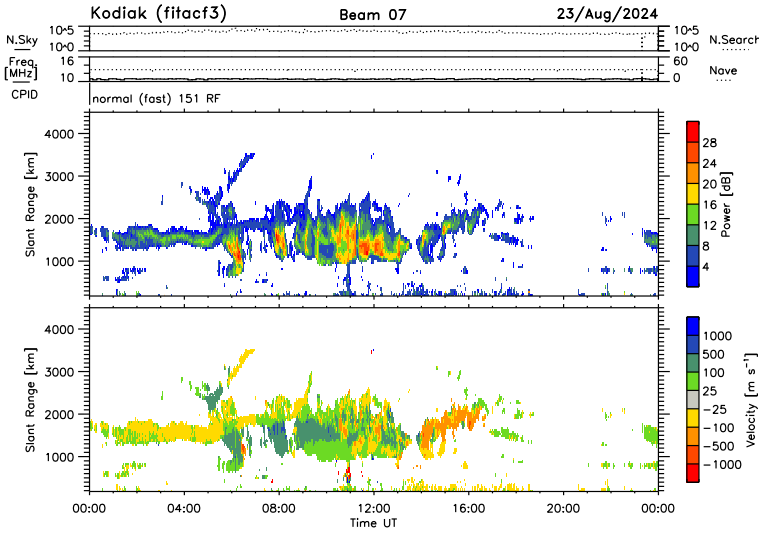 Kodiak (fitacf3)
Beam 07
23/Aug/2024
N.Sky
10^5
10^0
10^5
10^0
N.Search
Freq.
[MHz]
16
10
60
0
Nave
CPID
normal (fast) 151 RF
Slant Range [km]
4000
3000
2000
1000
28
24
20
16
12
8
4
Power [dB]
Slant Range [km]
4000
3000
2000
1000
1000
500
100
25
−25
−100
−500
−1000
Velocity [m s⁻¹]
00:00
04:00
08:00
12:00
16:00
20:00
00:00
Time UT